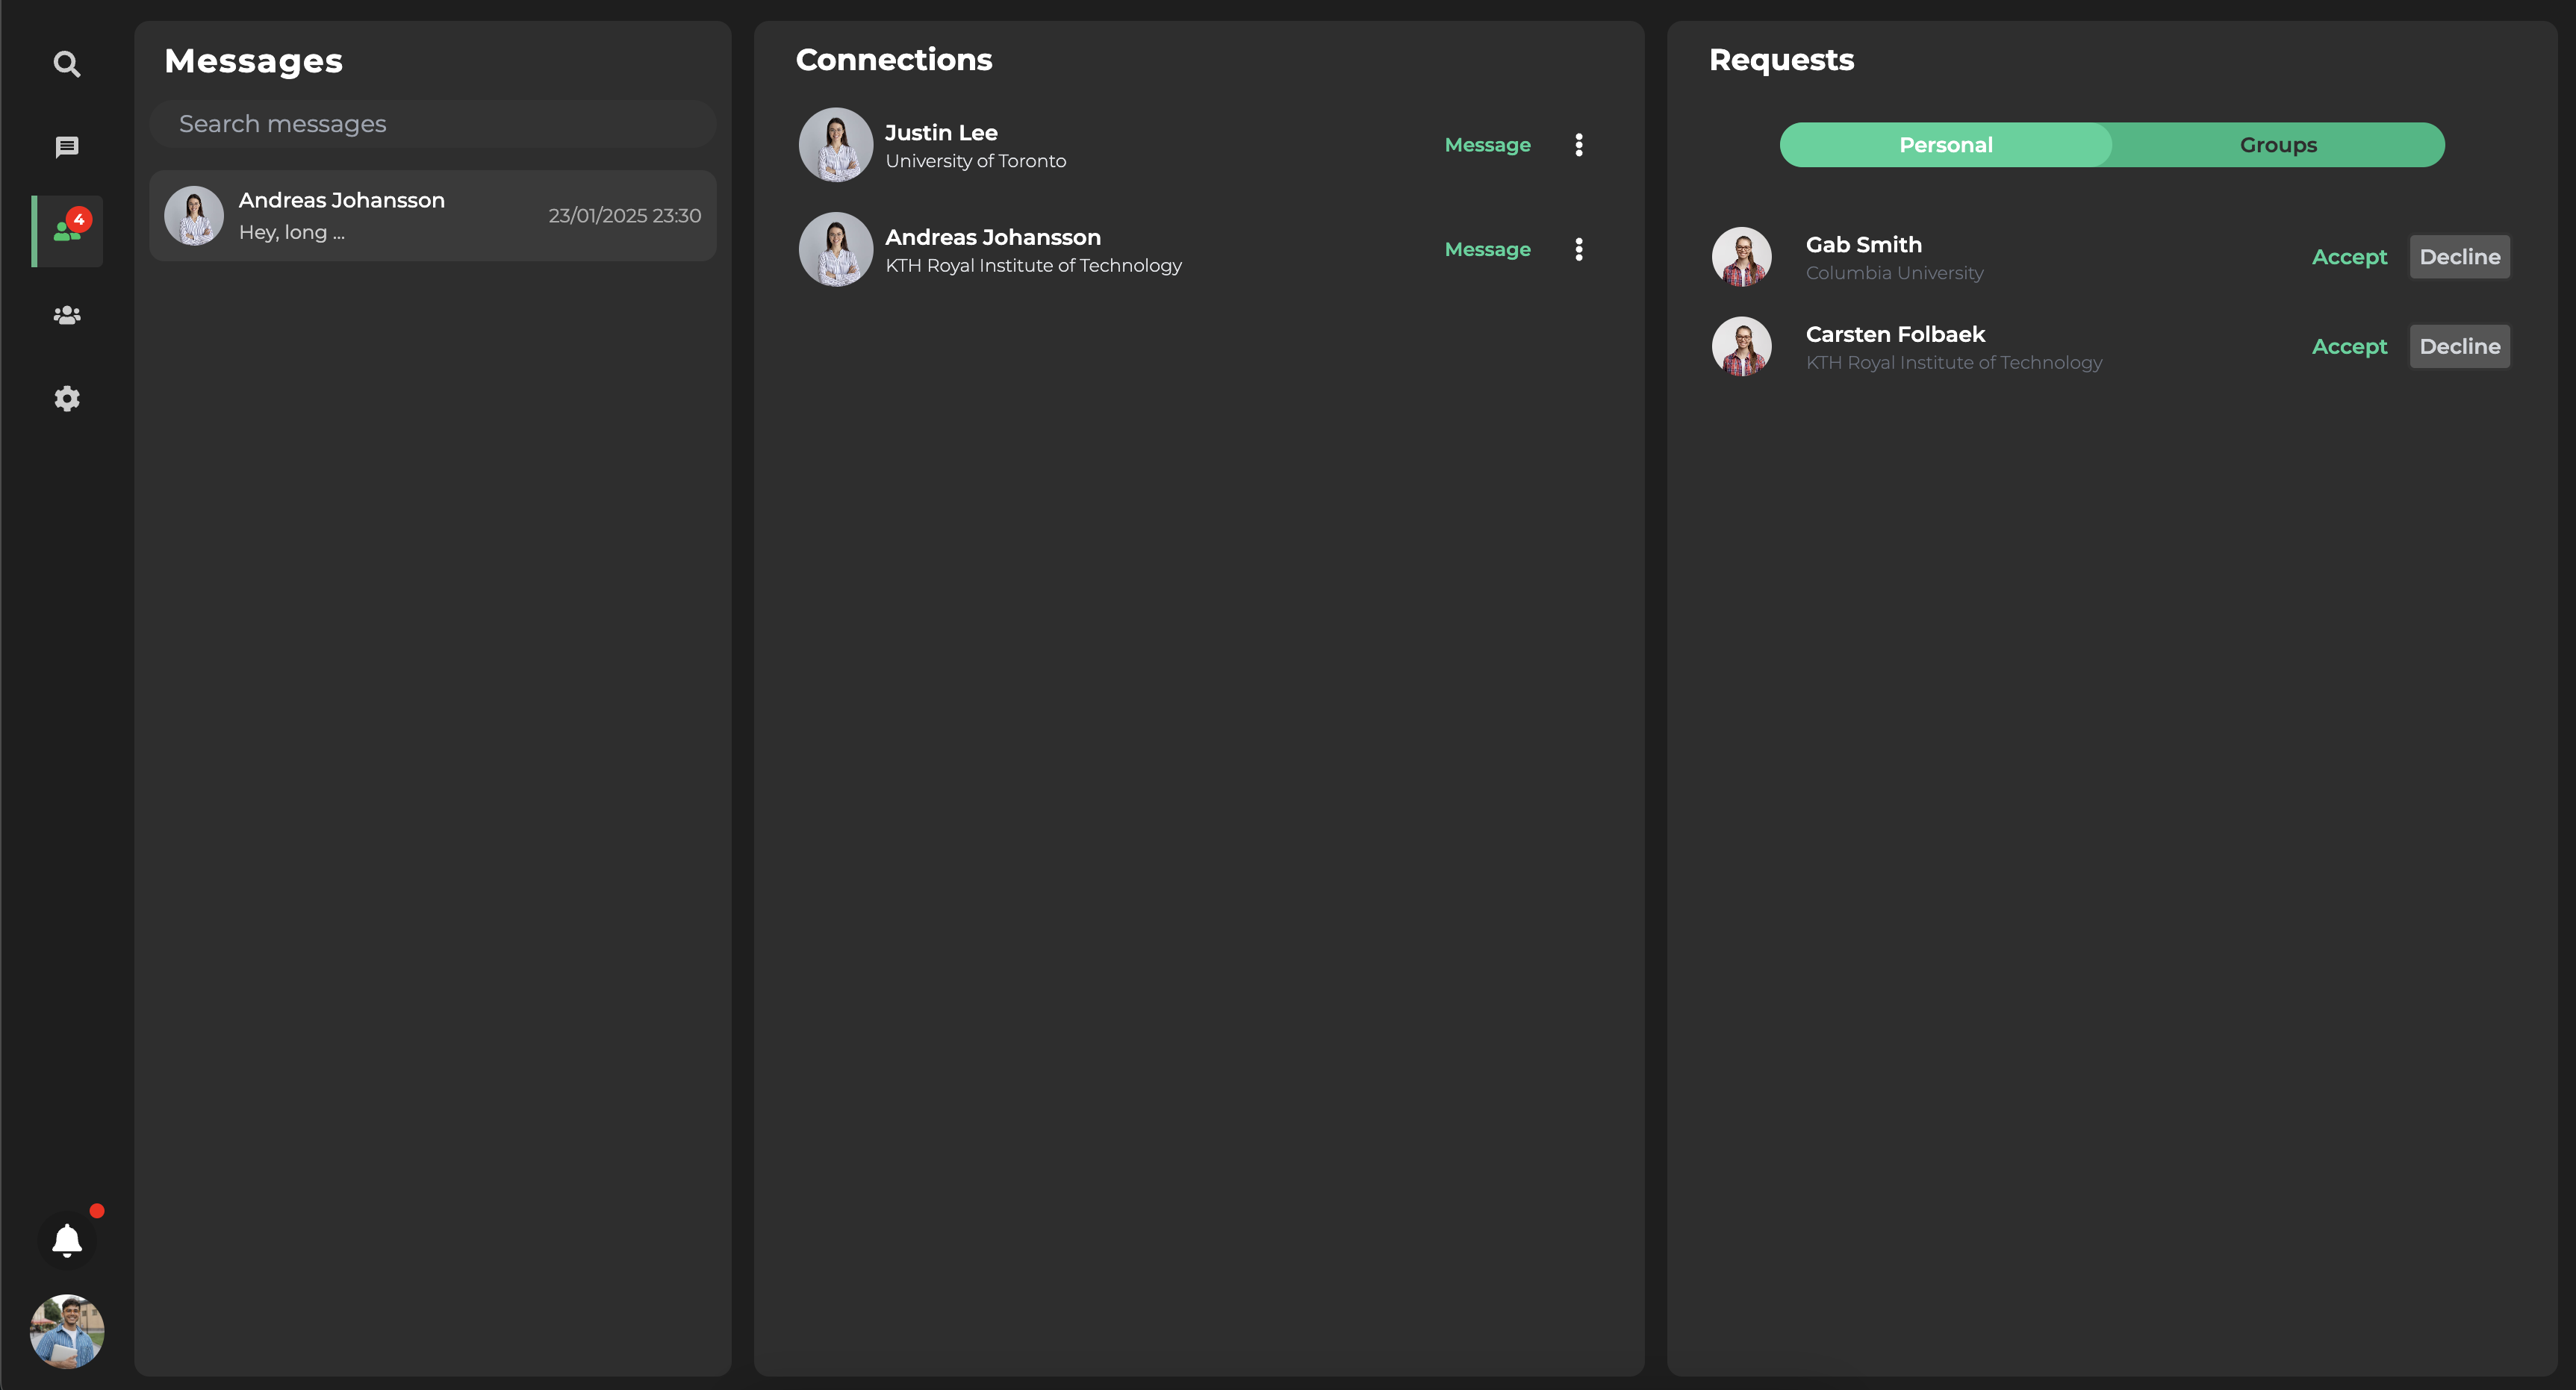 4
Messages
Search messages
Andreas Johansson
Hey, long ...
23/01/2025 23:30
Connections
Justin Lee
University of Toronto
Message
Andreas Johansson
KTH Royal Institute of Technology
Message
Requests
Personal
Groups
Gab Smith
Columbia University
Accept
Decline
Carsten Folbaek
KTH Royal Institute of Technology
Accept
Decline